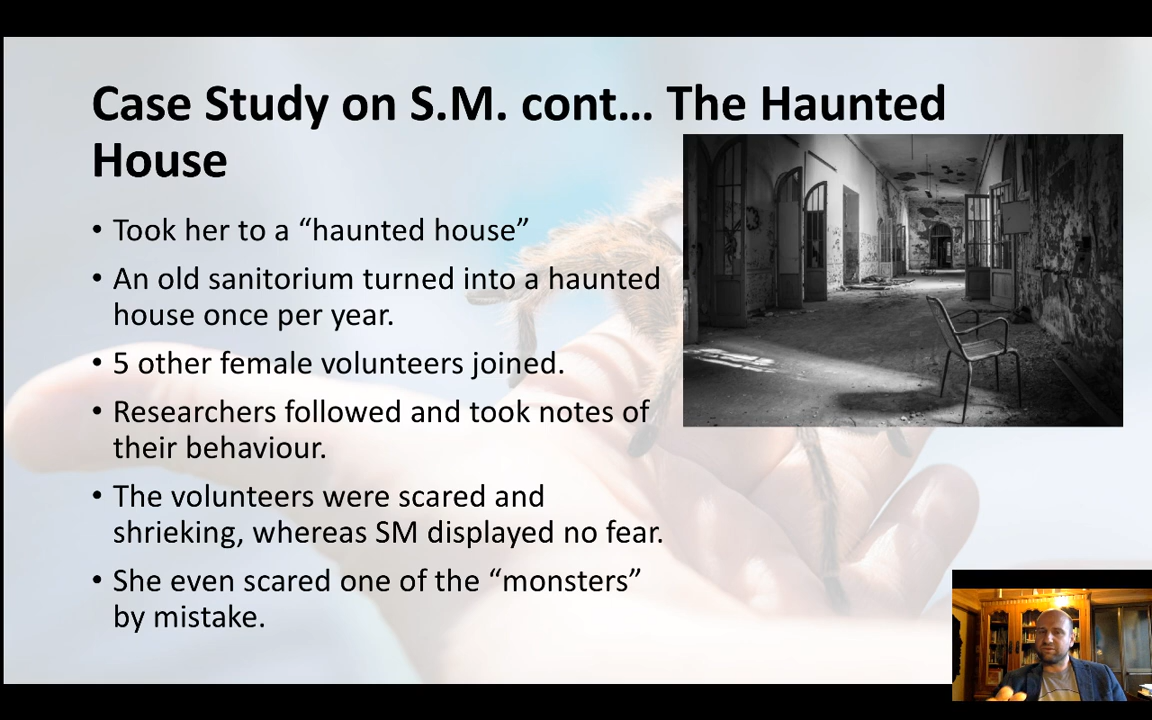 Case Study on S.M. cont… The Haunted
House
• Took her to a “haunted house”
• An old sanitorium turned into a haunted
house once per year.
• 5 other female volunteers joined.
• Researchers followed and took notes of
their behaviour.
• The volunteers were scared and
shrieking, whereas SM displayed no fear.
• She even scared one of the “monsters”
by mistake.